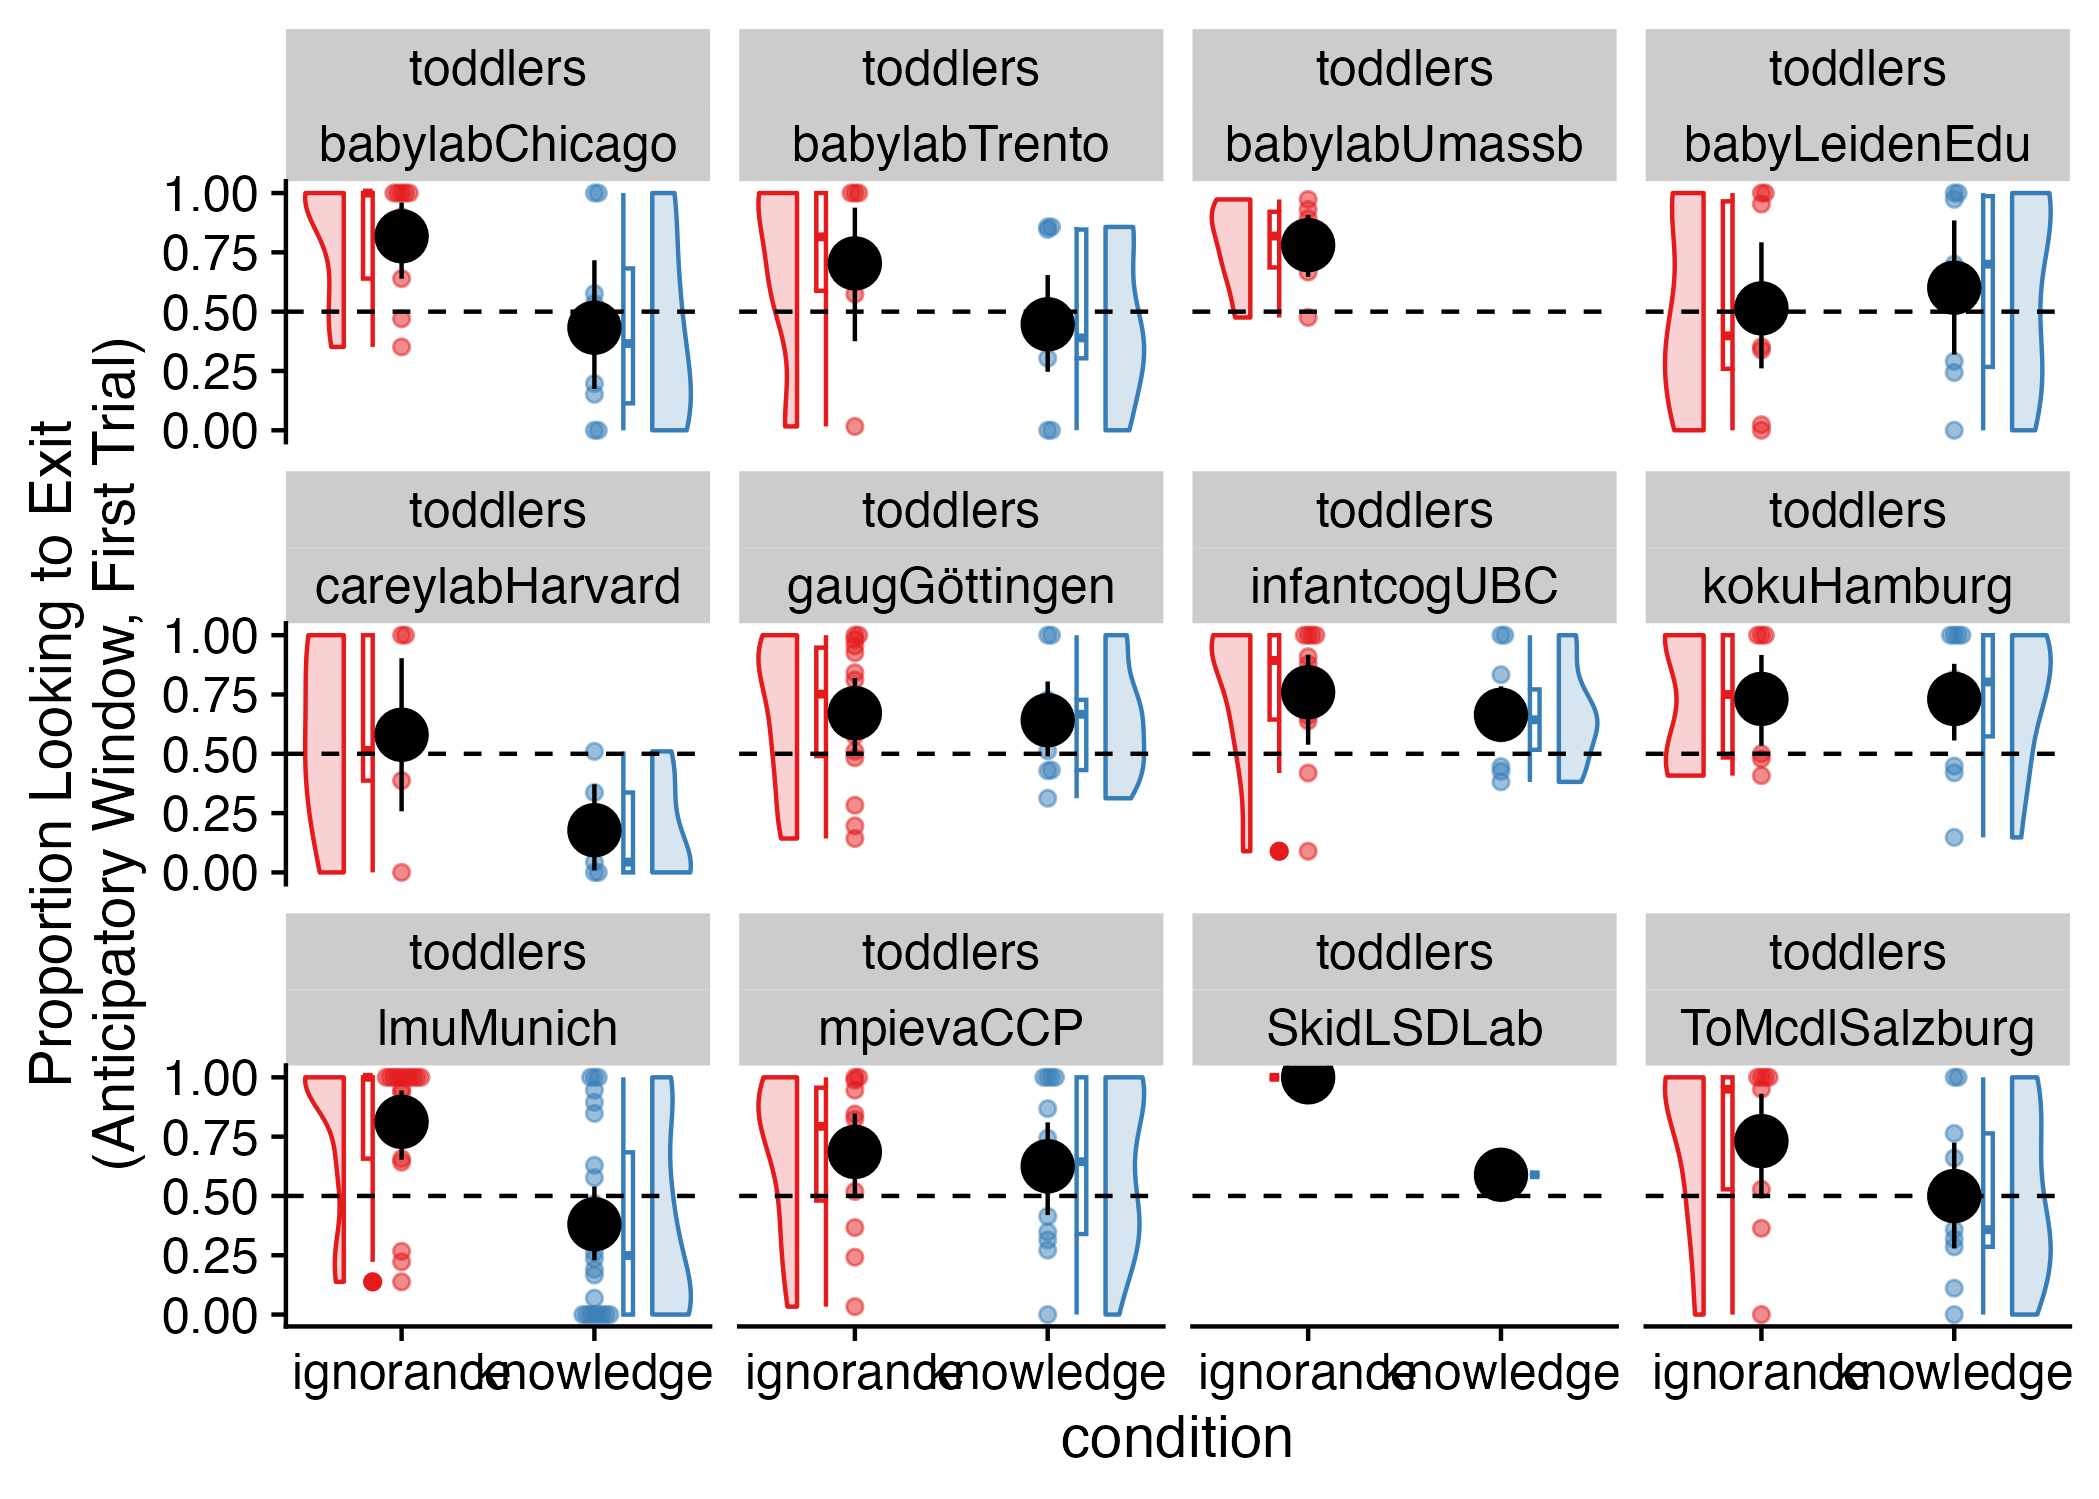 toddlers toddlers toddlers toddlers
babylabChicago babylabTrento babylabUmassb babyLeidenEdu
1.00
0.75
0.50
0.25
0.00
toddlers toddlers toddlers toddlers
careylabHarvard gaugGöttingen infantcogUBC kokuHamburg
1.00
0.75
0.50
0.25
0.00
toddlers toddlers toddlers toddlers
lmuMunich mpievaCCP SkidLSDLab ToMcdlSalzburg
1.00
0.75
0.50
0.25
0.00
ignorance knowledge ignorance knowledge ignorance knowledge ignorance knowledge
condition
Proportion Looking to Exit
(Anticipatory Window, First Trial)